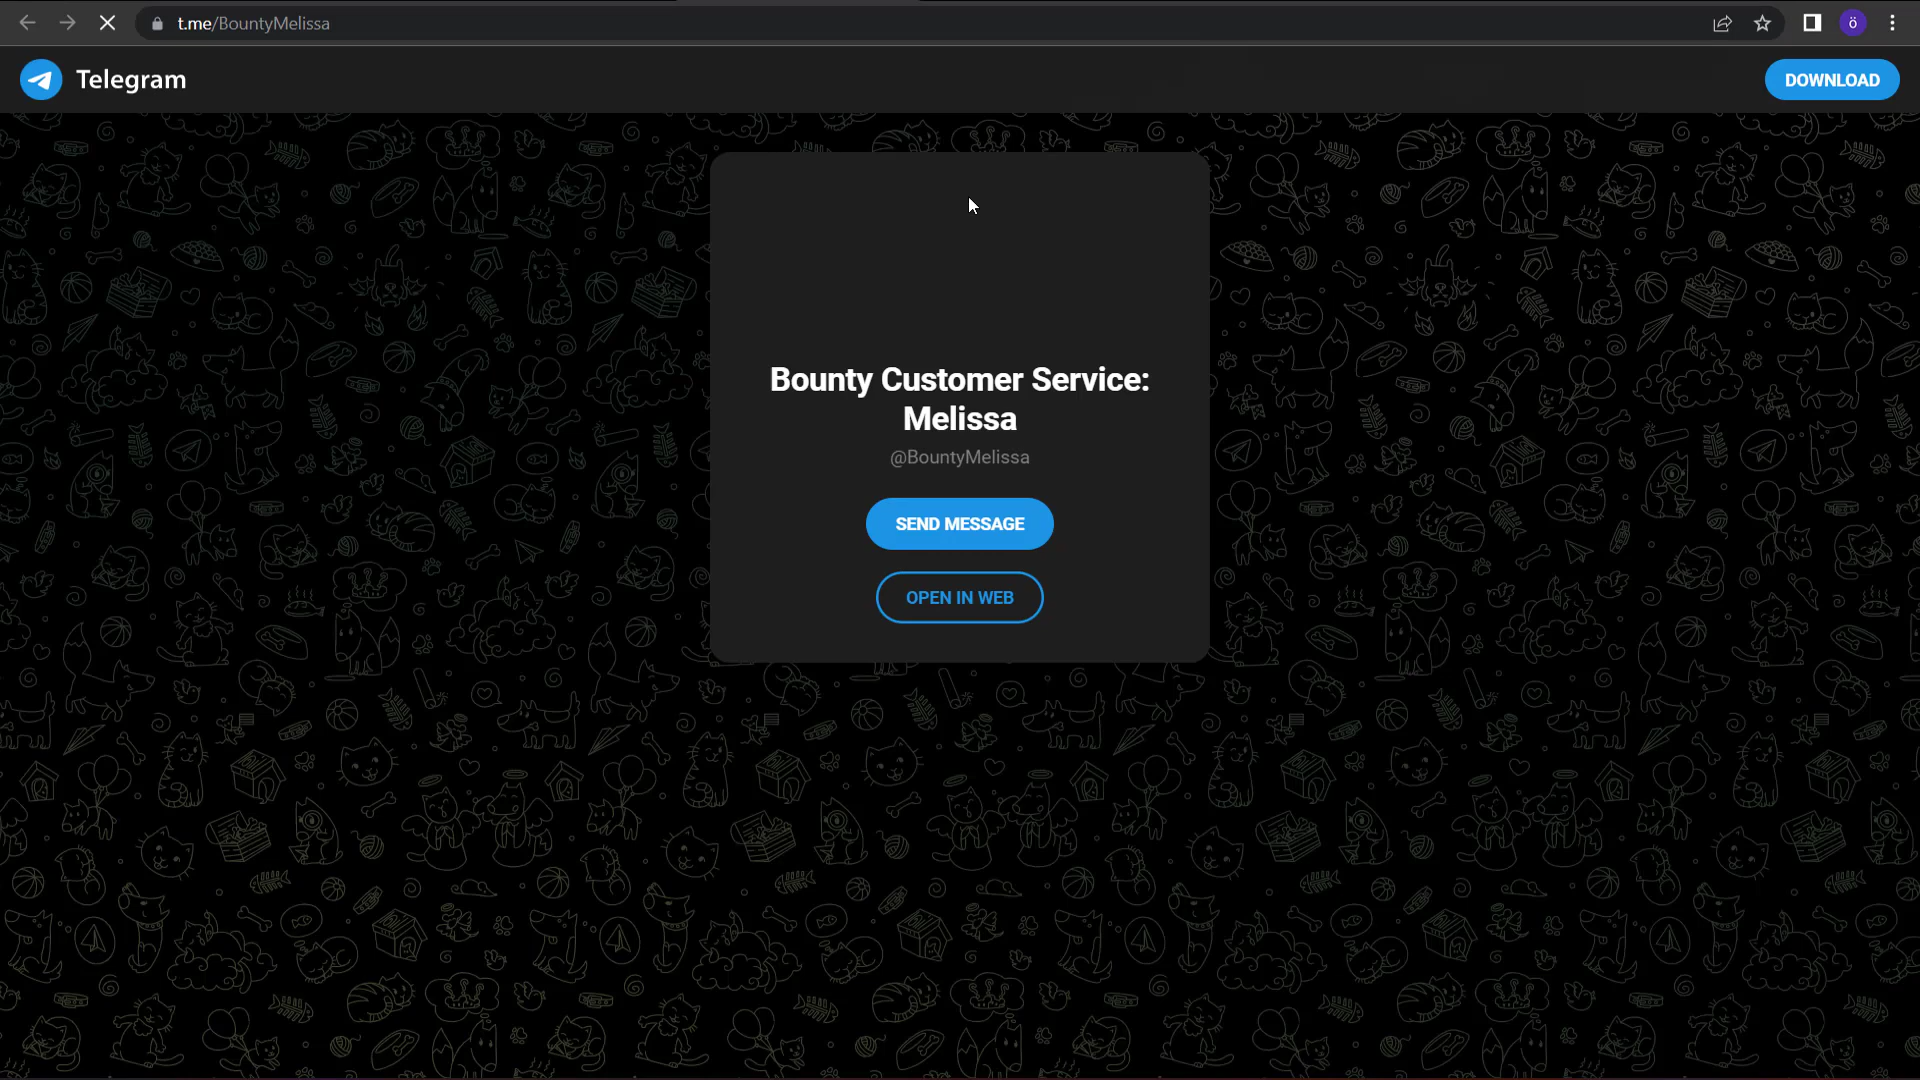 t.me/BountyMelissa
ö
Telegram
DOWNLOAD
Bounty Customer Service:
Melissa
@BountyMelissa
SEND MESSAGE
OPEN IN WEB